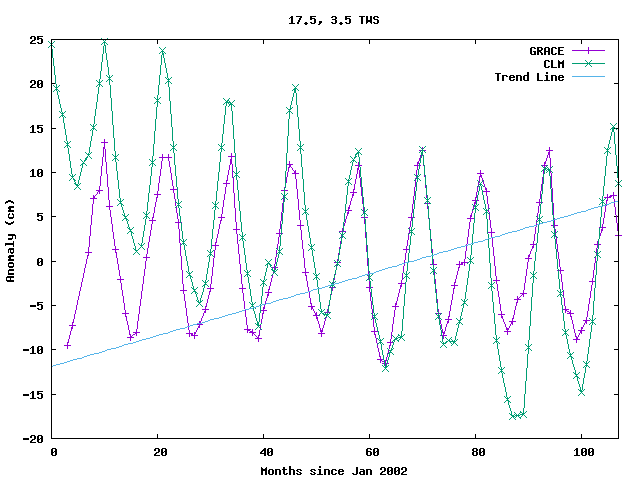 17.5, 3.5 TWS
GRACE
CLM
Trend Line
25
20
15
10
5
0
-5
-10
-15
-20
Anomaly (cm)
0 20 40 60 80 100
Months since Jan 2002